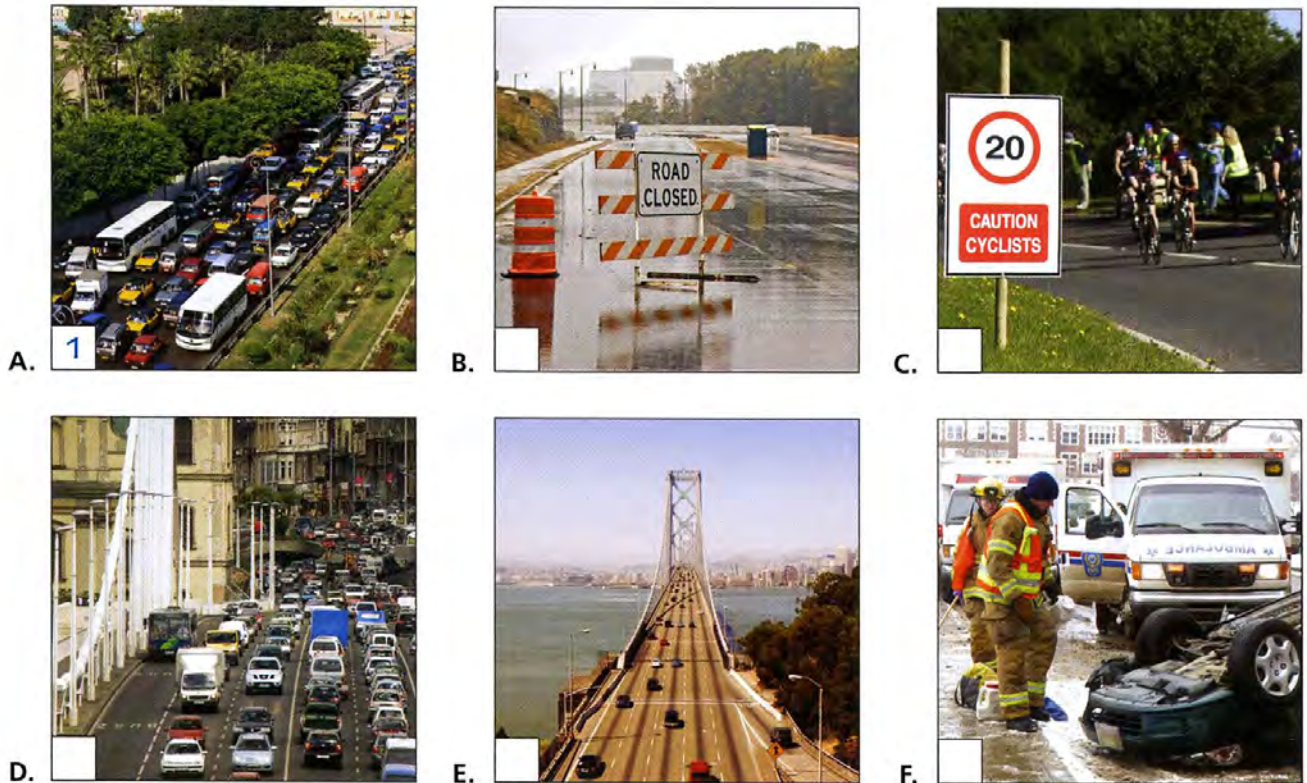 1
A.
ROAD
CLOSED
B.
20
CAUTION
CYCLISTS
C.
D.
E.
AMBULANCE
F.